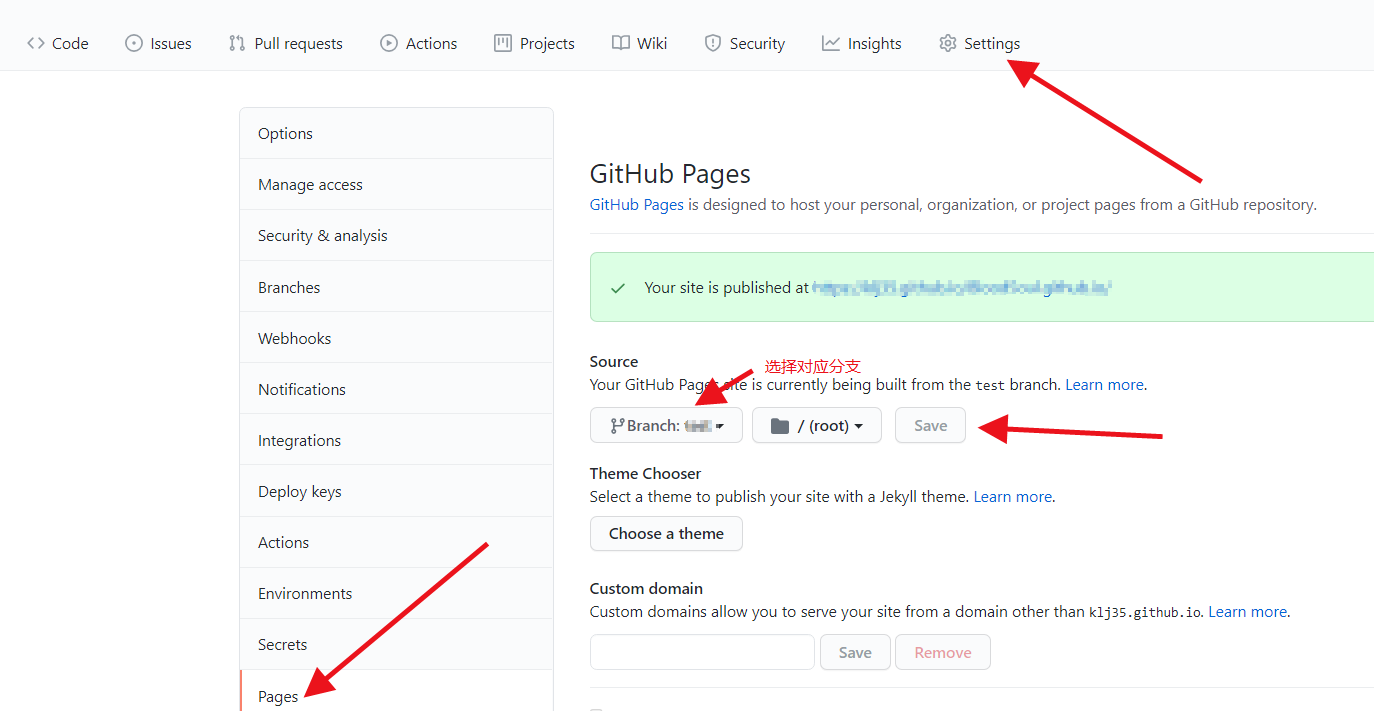 Code Issues Pull requests Actions Projects Wiki Security Insights Settings
Options
Manage access
Security & analysis
Branches
Webhooks
Notifications
Integrations
Deploy keys
Actions
Environments
Secrets
Pages
GitHub Pages
GitHub Pages is designed to host your personal, organization, or project pages from a GitHub repository.
Your site is published at
Source
选择对应分支
Your GitHub Pages site is currently being built from the test branch. Learn more.
Branch: / (root) Save
Theme Chooser
Select a theme to publish your site with a Jekyll theme. Learn more.
Choose a theme
Custom domain
Custom domains allow you to serve your site from a domain other than klj35.github.io. Learn more.
Save Remove